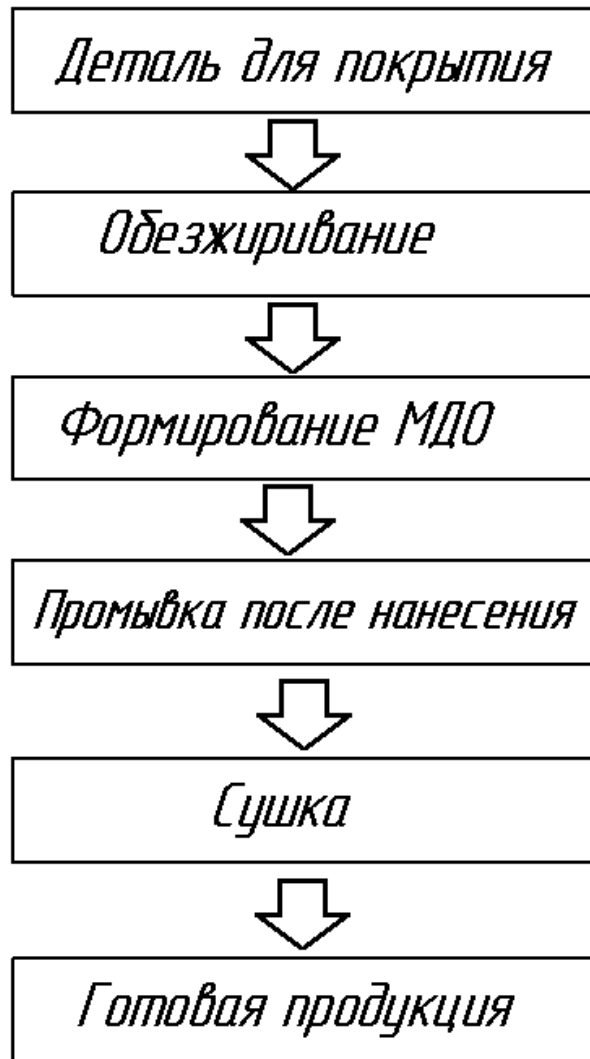 Деталь для покрытия
Обезжиривание
Формирование МДО
Промывка после нанесения
Сушка
Готовая продукция